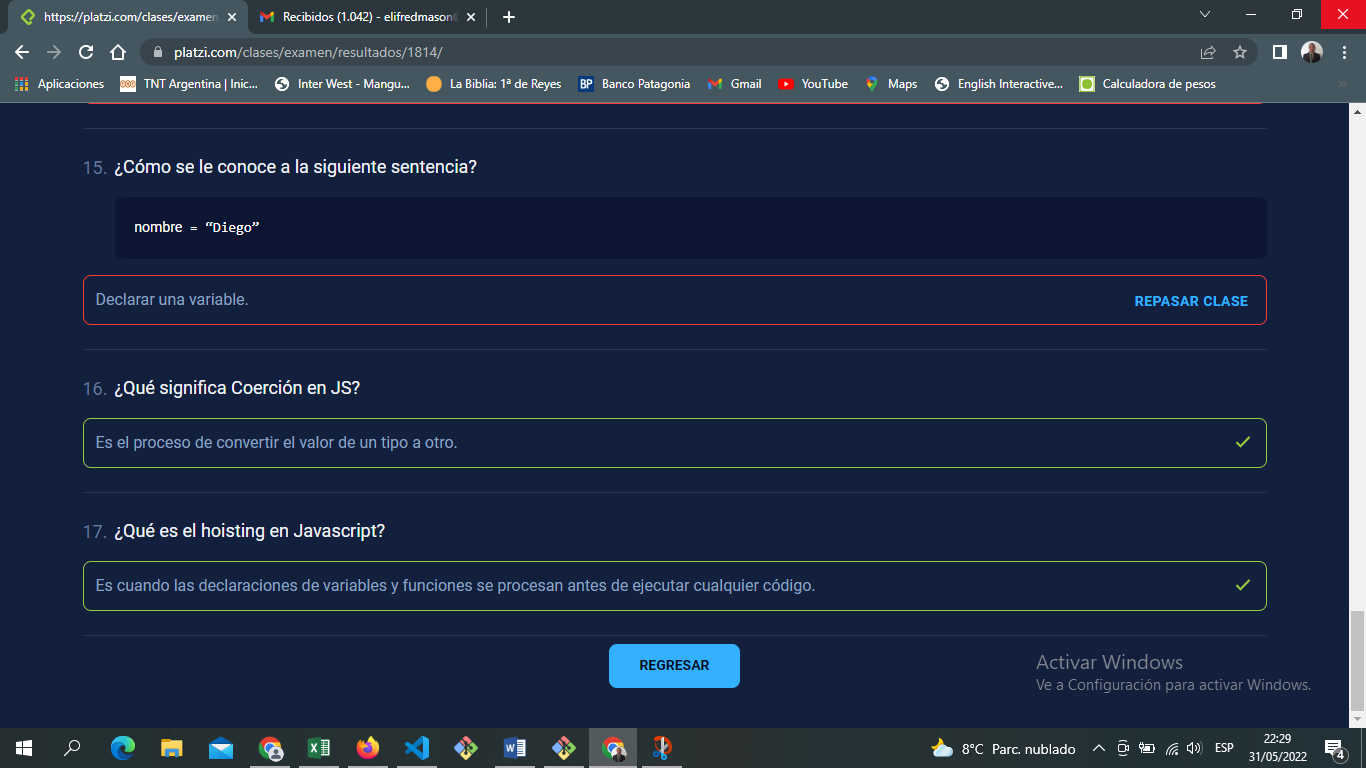 https://platzi.com/clases/examen
Recibidos (1.042) - elifredmason@
platzi.com/clases/examen/resultados/1814/
Aplicaciones
TNT Argentina | Inic...
Inter West - Mangu...
La Biblia: 1ª de Reyes
BP Banco Patagonia
Gmail
YouTube
Maps
English Interactive...
Calculadora de pesos
»
15. ¿Cómo se le conoce a la siguiente sentencia?
nombre = “Diego”
Declarar una variable.
REPASAR CLASE
16. ¿Qué significa Coerción en JS?
Es el proceso de convertir el valor de un tipo a otro.
17. ¿Qué es el hoisting en Javascript?
Es cuando las declaraciones de variables y funciones se procesan antes de ejecutar cualquier código.
REGRESAR
Activar Windows
Ve a Configuración para activar Windows.
8°C Parc. nublado
ESP
22:29
31/05/2022
4